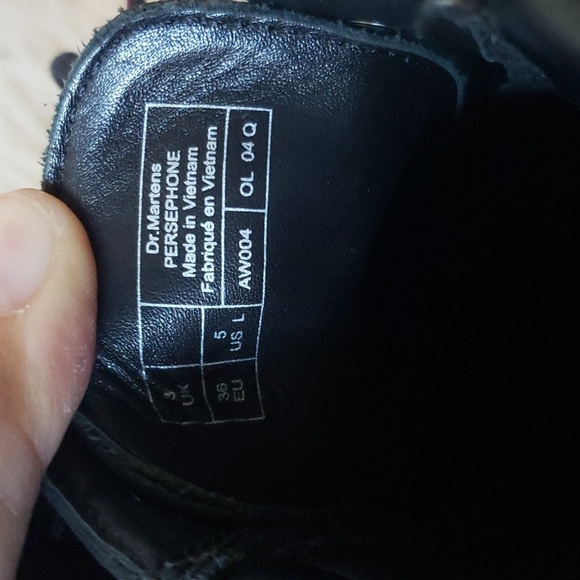 Dr.Martens
PERSEPHONE
Made in Vietnam
Fabriqué en Vietnam
AW004
OL 04 Q
3
UK
5
US L
36
EU